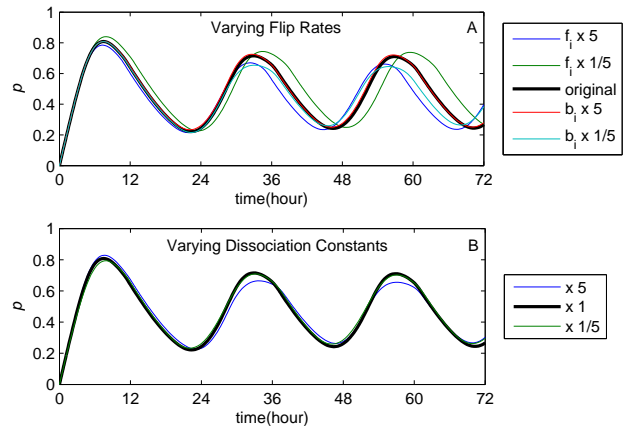 Varying Flip Rates
A
p
1
0.8
0.6
0.4
0.2
0
0 12 24 36 48 60 72
time(hour)
f_i x 5
f_i x 1/5
original
b_i x 5
b_i x 1/5
Varying Dissociation Constants
B
p
1
0.8
0.6
0.4
0.2
0
0 12 24 36 48 60 72
time(hour)
x 5
x 1
x 1/5